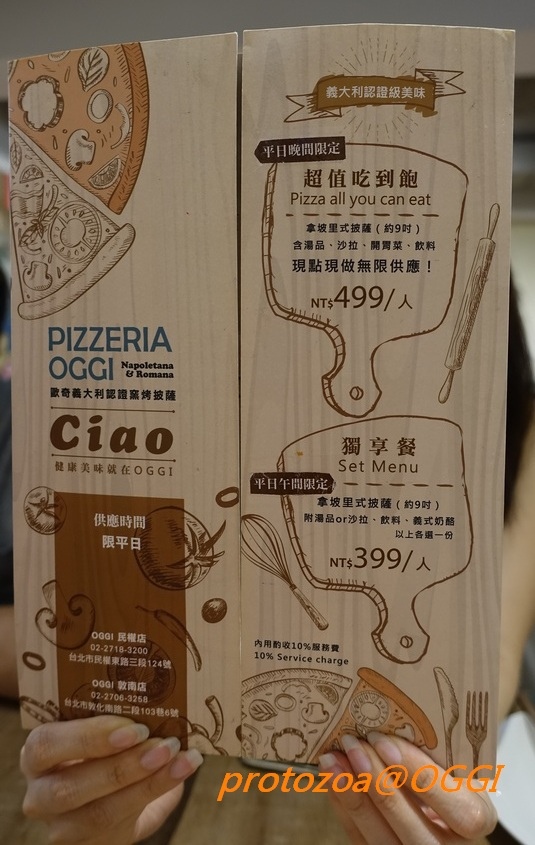 PIZZERIA
OGGI Napoletana & Romana
歐奇義大利認證窯烤披薩
Ciao
健康美味就在OGGI
供應時間
限平日
OGGI 民權店
02-2718-3200
台北市民權東路三段124號
OGGI 敦南店
02-2706-3258
台北市敦化南路二段103巷6號
義大利認證級美味
平日晚間限定
超值吃到飽
Pizza all you can eat
拿坡里式披薩(約9吋)
含湯品、沙拉、開胃菜、飲料
現點現做無限供應!
NT$499/人
獨享餐
Set Menu
平日午間限定
拿坡里式披薩(約9吋)
附湯品or沙拉、飲料、義式奶酪
以上各選一份
NT$399/人
內用酌收10%服務費
10% Service charge
protozoa@OGGI